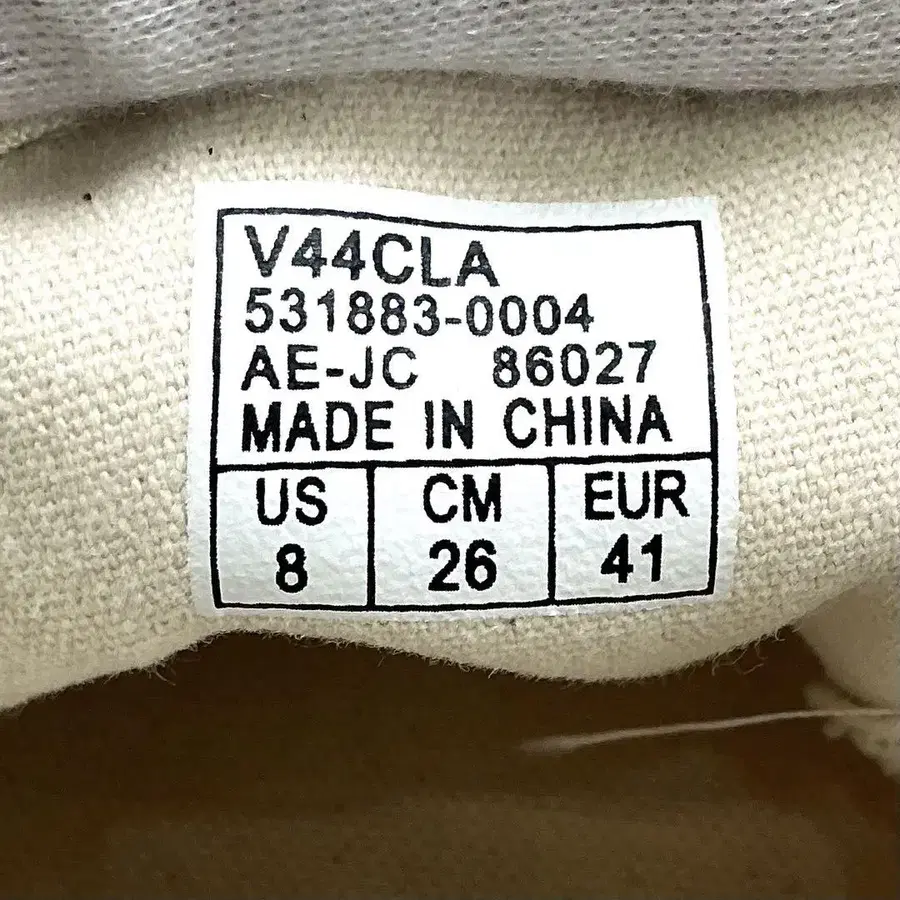 V44CLA
531883-0004
AE-JC 86027
MADE IN CHINA
US CM EUR
8 26 41